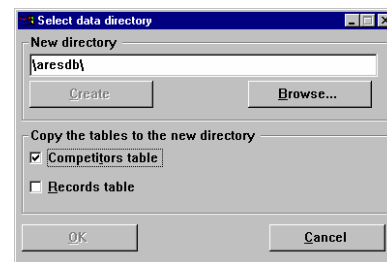 Select data directory
New directory
\aresdb\
Create
Browse...
Copy the tables to the new directory
Competitors table
Records table
OK
Cancel